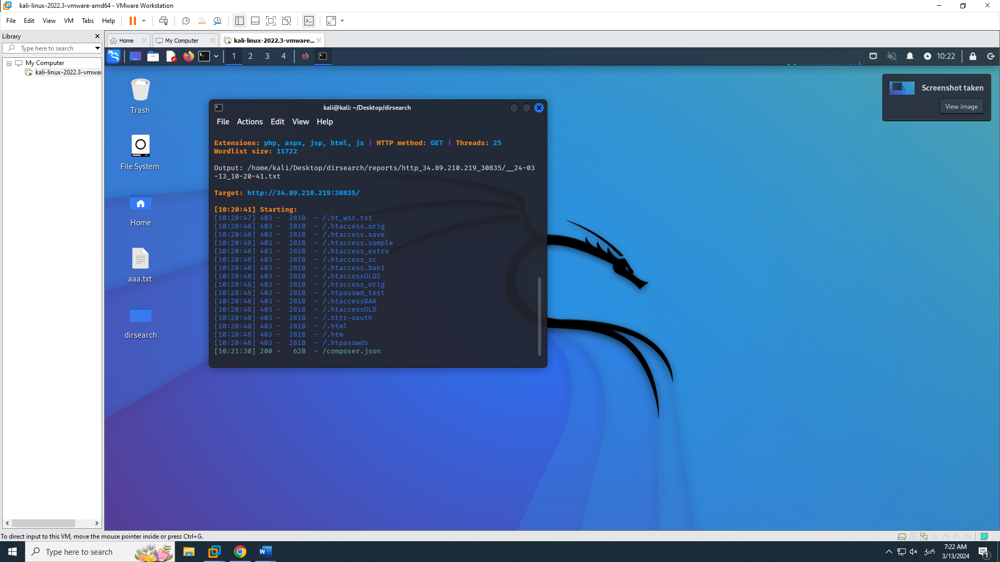 kali-linux-2022.3-vmware-amd64 - VMware Workstation
File Edit View VM Tabs Help
Library
Type here to search
My Computer
kali-linux-2022.3-vmwar
Home
My Computer
kali-linux-2022.3-vmware...
1 2 3 4
10:22
Trash
File System
Home
aaa.txt
dirsearch
Screenshot taken
View image
kali@kali: ~/Desktop/dirsearch
File Actions Edit View Help
Extensions: php, aspx, jsp, html, js | HTTP method: GET | Threads: 25
Wordlist size: 11722
Output: /home/kali/Desktop/dirsearch/reports/http_34.89.210.219_30835/__24-03
-13_10-20-41.txt
Target: http://34.89.210.219:30835/
[10:20:41] Starting:
[10:20:47] 403 -  281B  - /.ht_wsr.txt
[10:20:48] 403 -  281B  - /.htaccess.orig
[10:20:48] 403 -  281B  - /.htaccess.save
[10:20:48] 403 -  281B  - /.htaccess.sample
[10:20:48] 403 -  281B  - /.htaccess_extra
[10:20:48] 403 -  281B  - /.htaccess_sc
[10:20:48] 403 -  281B  - /.htaccess.bak1
[10:20:48] 403 -  281B  - /.htaccessOLD2
[10:20:48] 403 -  281B  - /.htaccess_orig
[10:20:48] 403 -  281B  - /.htpasswd_test
[10:20:48] 403 -  281B  - /.htaccessBAK
[10:20:48] 403 -  281B  - /.htaccessOLD
[10:20:48] 403 -  281B  - /.httr-oauth
[10:20:48] 403 -  281B  - /.html
[10:20:48] 403 -  281B  - /.htm
[10:20:48] 403 -  281B  - /.htpasswds
[10:21:30] 200 -   62B  - /composer.json
To direct input to this VM, move the mouse pointer inside or press Ctrl+G.
Type here to search
ქარ
7:22 AM
3/13/2024
1